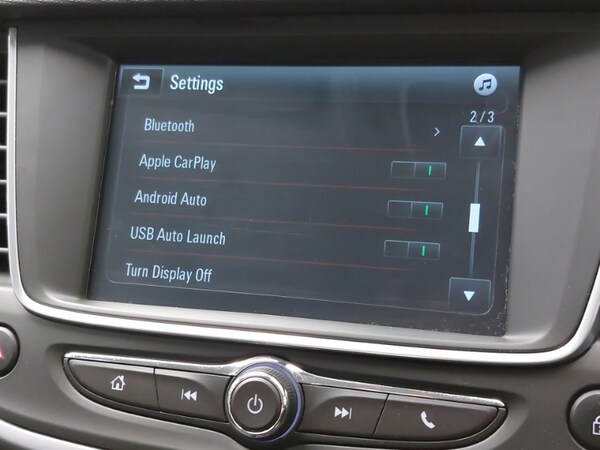 Settings
2/3
Bluetooth
Apple CarPlay
Android Auto
USB Auto Launch
Turn Display Off